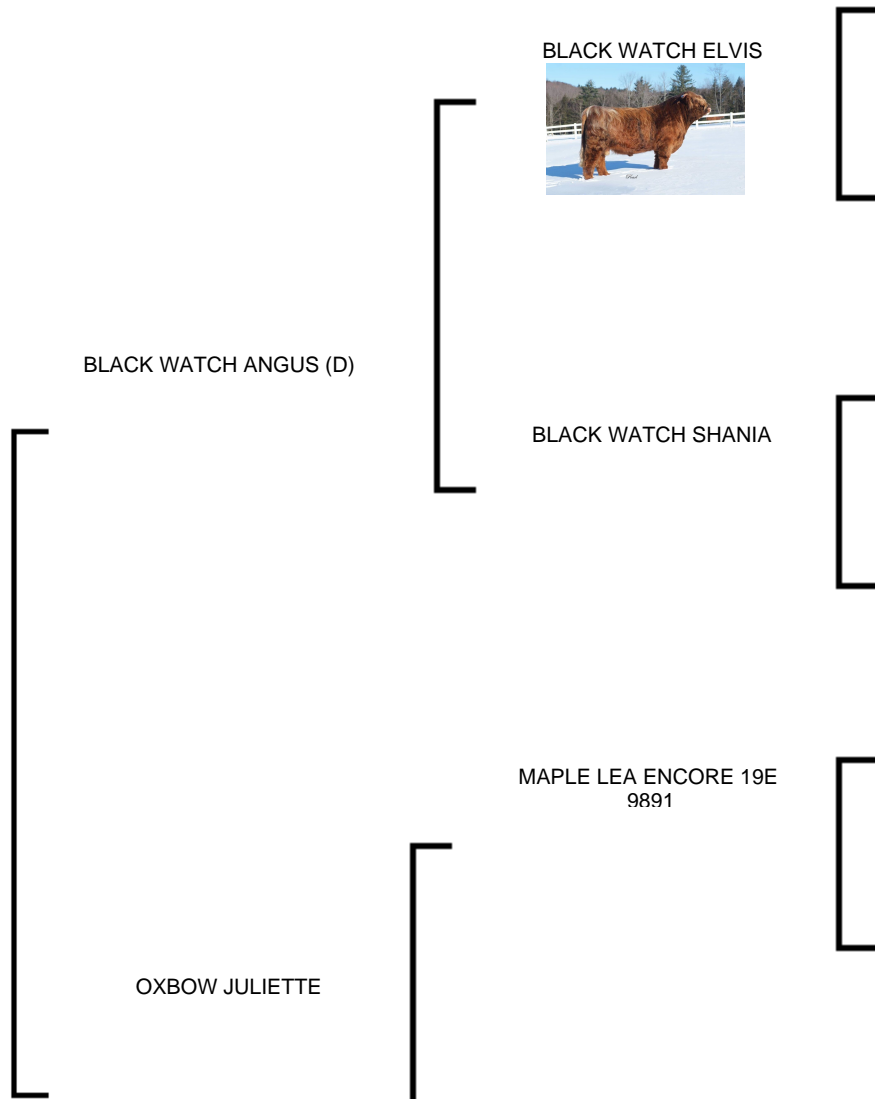 BLACK WATCH ELVIS
BLACK WATCH ANGUS (D)
BLACK WATCH SHANIA
MAPLE LEA ENCORE 19E
9891
OXBOW JULIETTE